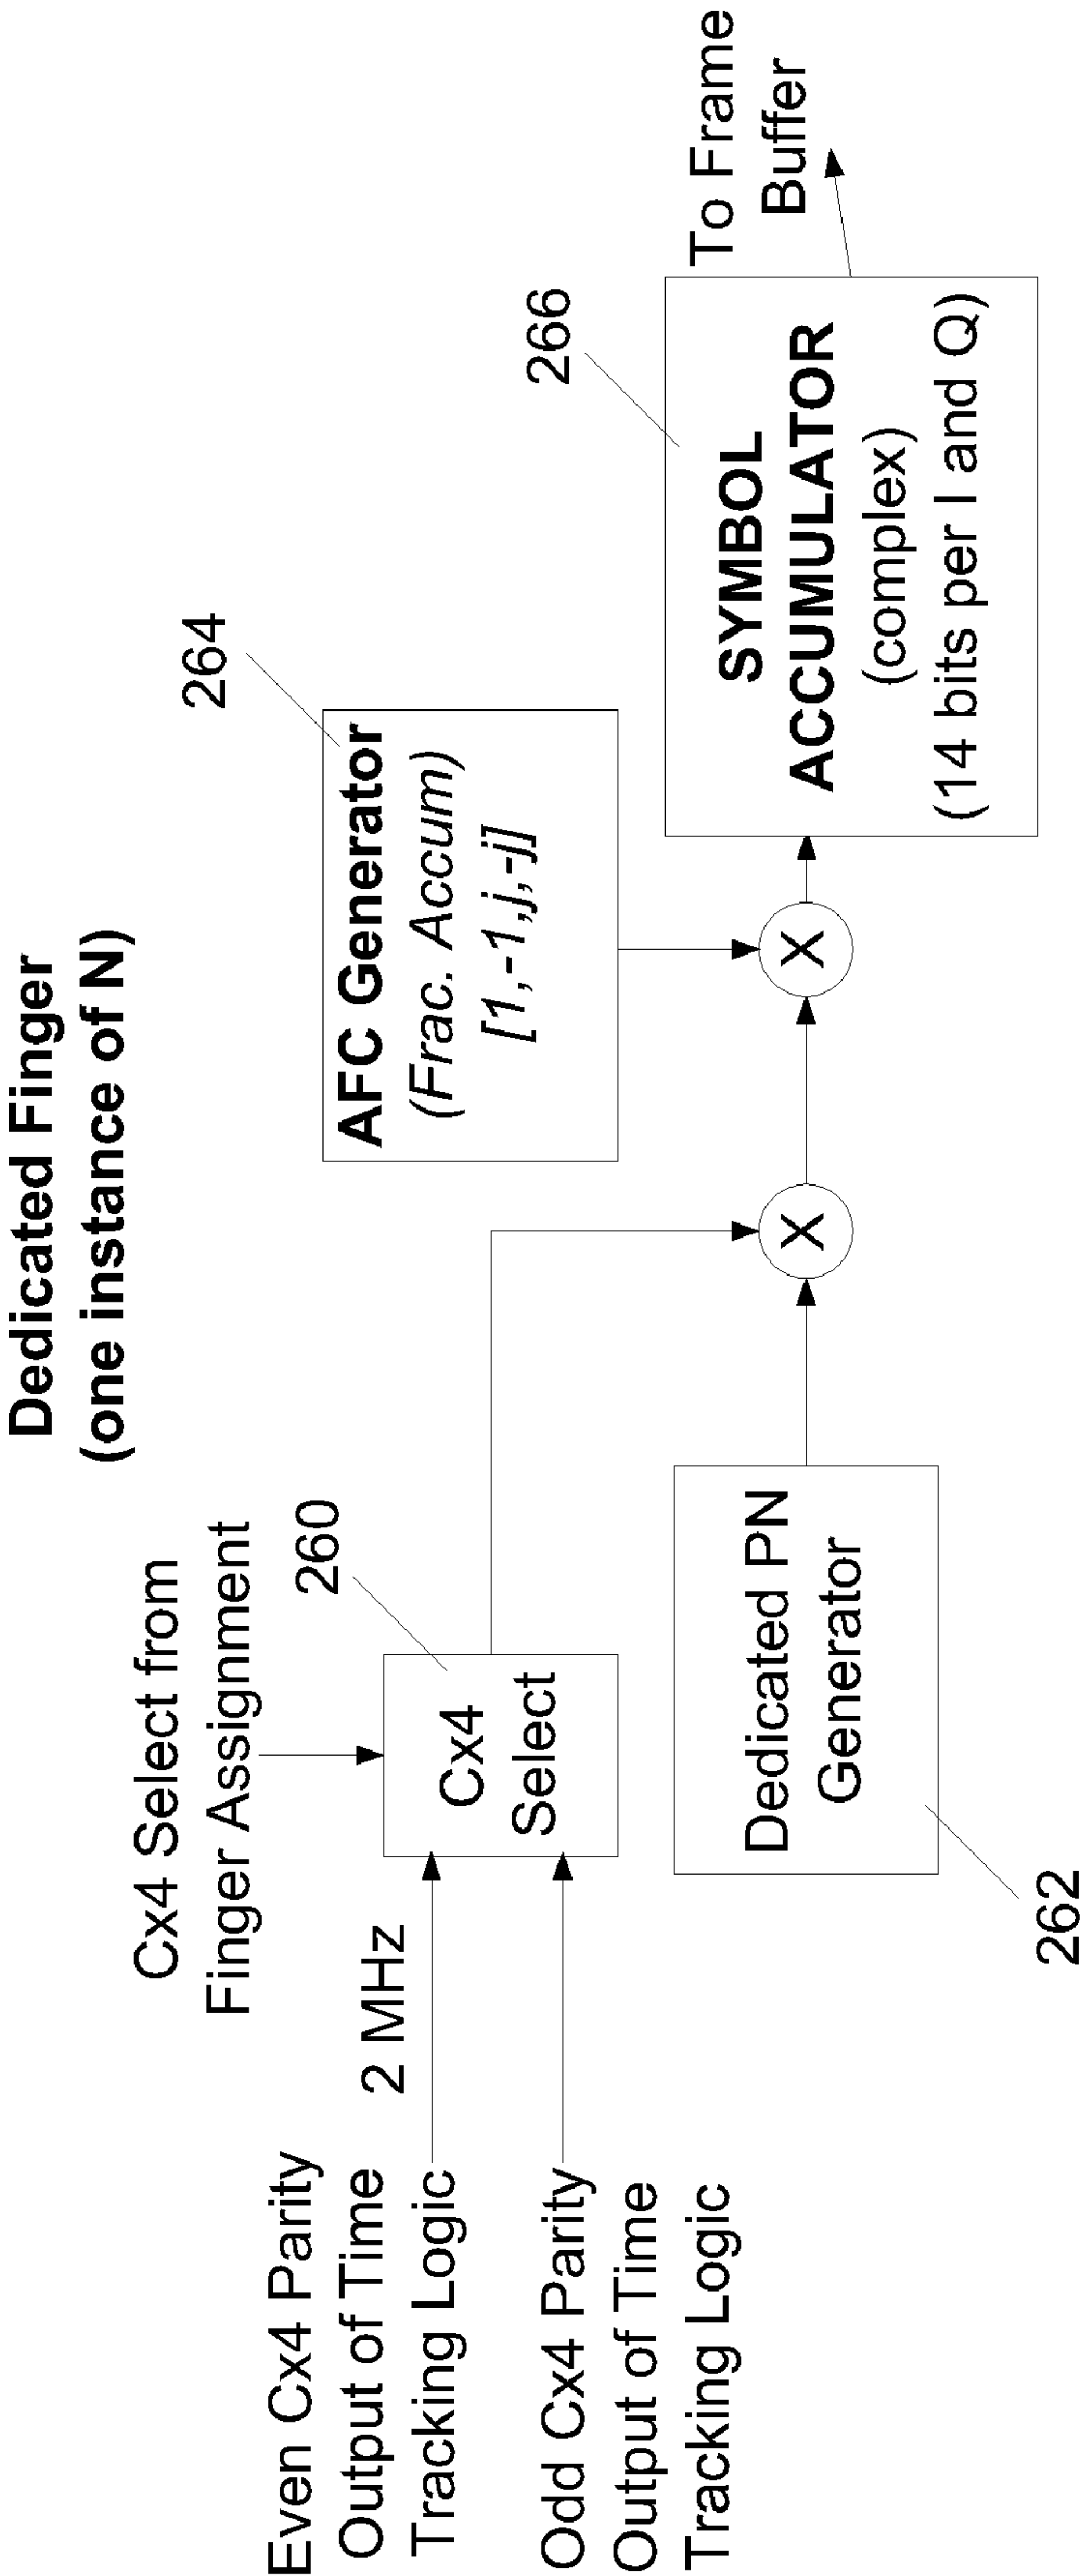 Dedicated Finger
(one instance of N)
Cx4 Select from
Finger Assignment
260
264
266
Even Cx4 Parity
Output of Time
Tracking Logic
2 MHz
Odd Cx4 Parity
Output of Time
Tracking Logic
Cx4
Select
AFC Generator
(Frac. Accum)
[1,-1,j,-j]
To Frame
Buffer
Dedicated PN
Generator
262
X
X
SYMBOL
ACCUMULATOR
(complex)
(14 bits per I and Q)